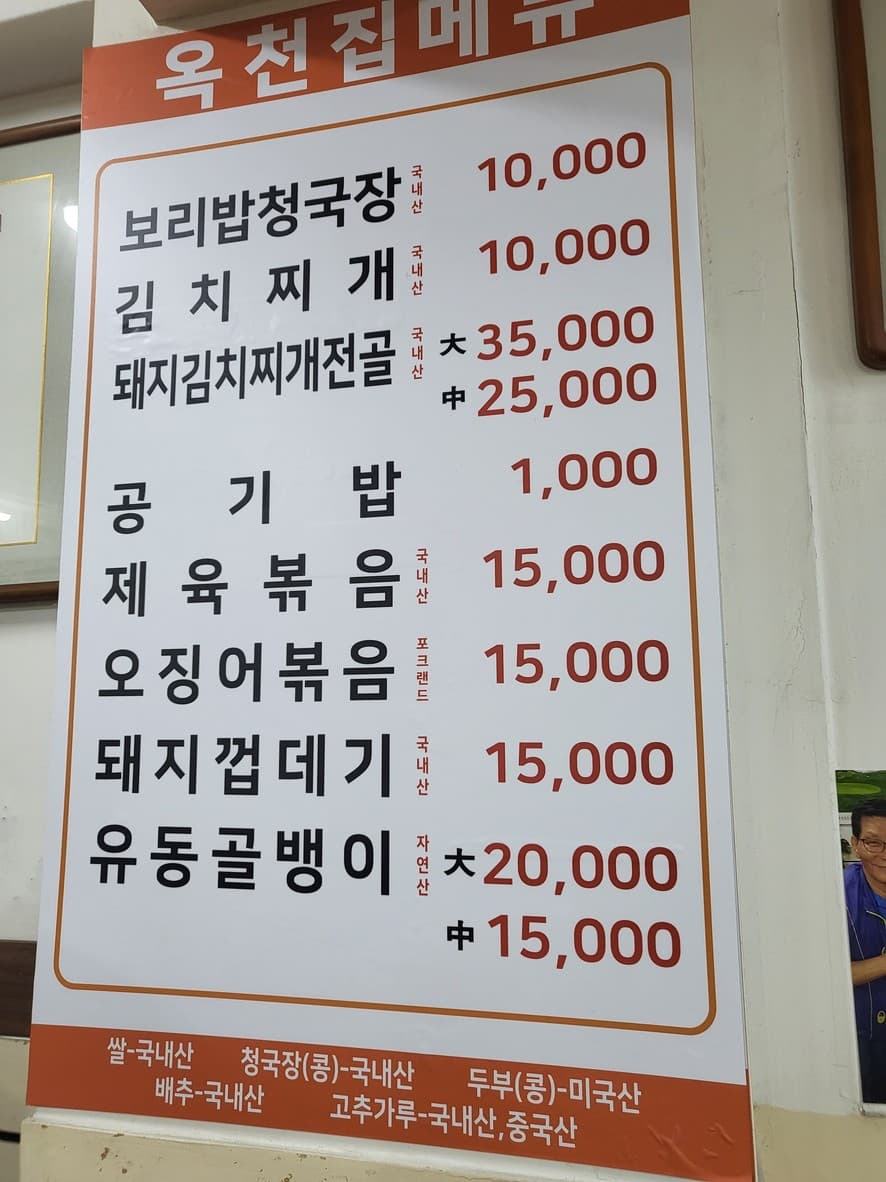 옥천집메뉴
보리밥청국장 국내산 10,000
김치찌개 국내산 10,000
돼지김치찌개전골 국내산 大 35,000
中 25,000
공기밥 1,000
제육볶음 국내산 15,000
오징어볶음 포크랜드 15,000
돼지껍데기 국내산 15,000
유동골뱅이 자연산 大 20,000
中 15,000
쌀-국내산 청국장(콩)-국내산 두부(콩)-미국산
배추-국내산 고추가루-국내산,중국산